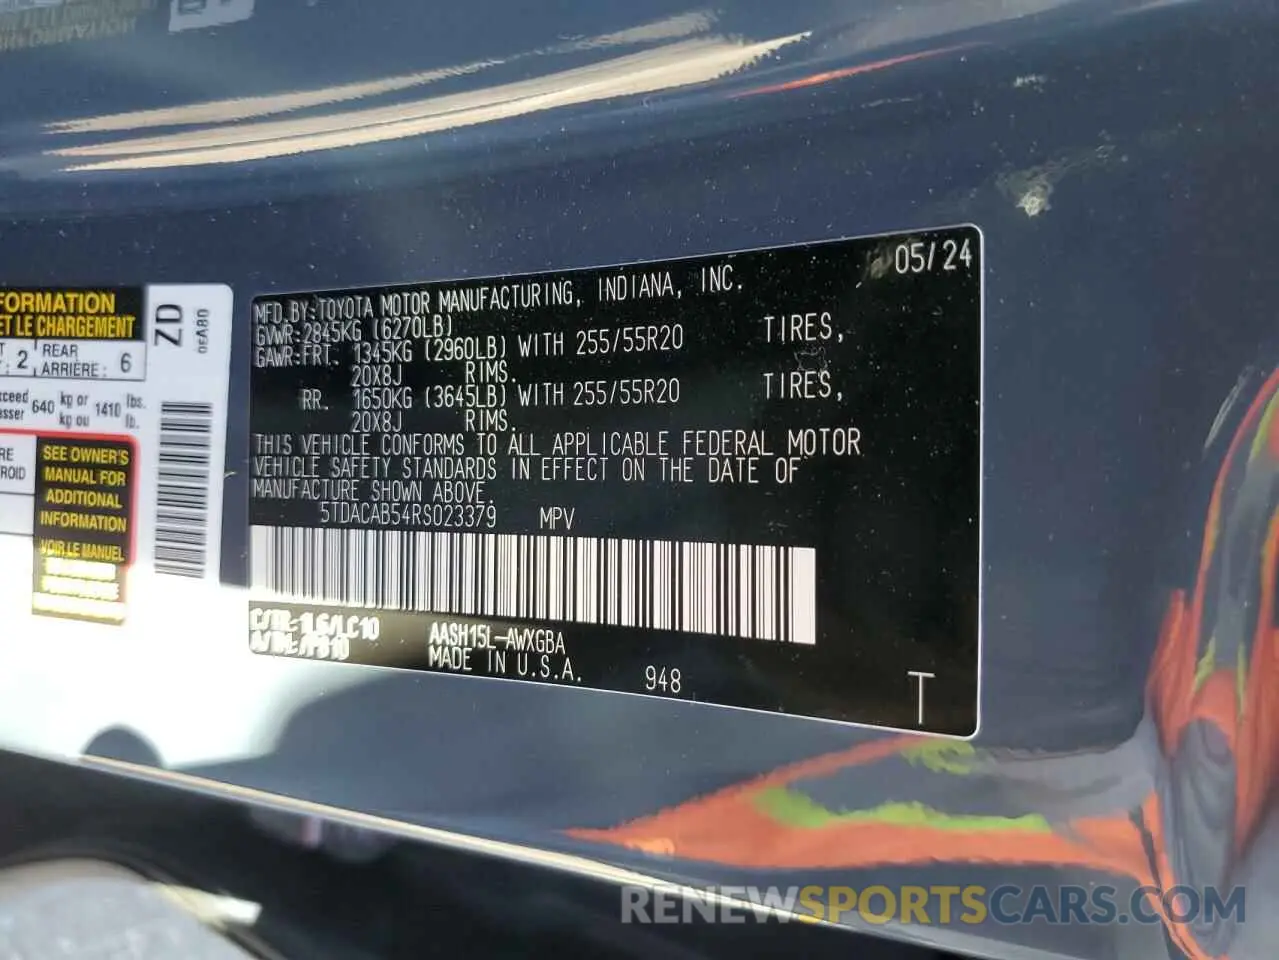 05/24
MFD. BY: TOYOTA MOTOR MANUFACTURING, INDIANA, INC.
GVWR: 2845KG (6270LB)
GAWR: FRT. 1345KG (2960LB) WITH 255/55R20 TIRES,
20X8J RIMS.
RR. 1650KG (3645LB) WITH 255/55R20 TIRES,
20X8J RIMS.
THIS VEHICLE CONFORMS TO ALL APPLICABLE FEDERAL MOTOR
VEHICLE SAFETY STANDARDS IN EFFECT ON THE DATE OF
MANUFACTURE SHOWN ABOVE.
5TDACAB54RS023379 MPV
AASH15L-AWXGBA
MADE IN U.S.A. 948
T
FORMATION
ET LE CHARGEMENT
2 REAR
ARRIÈRE : 6
640 kg or 1410 lbs.
kg ou lb.
SEE OWNER'S
MANUAL FOR
ADDITIONAL
INFORMATION
VOIR LE MANUEL
ZD
RENEWSPORTSCARS.COM